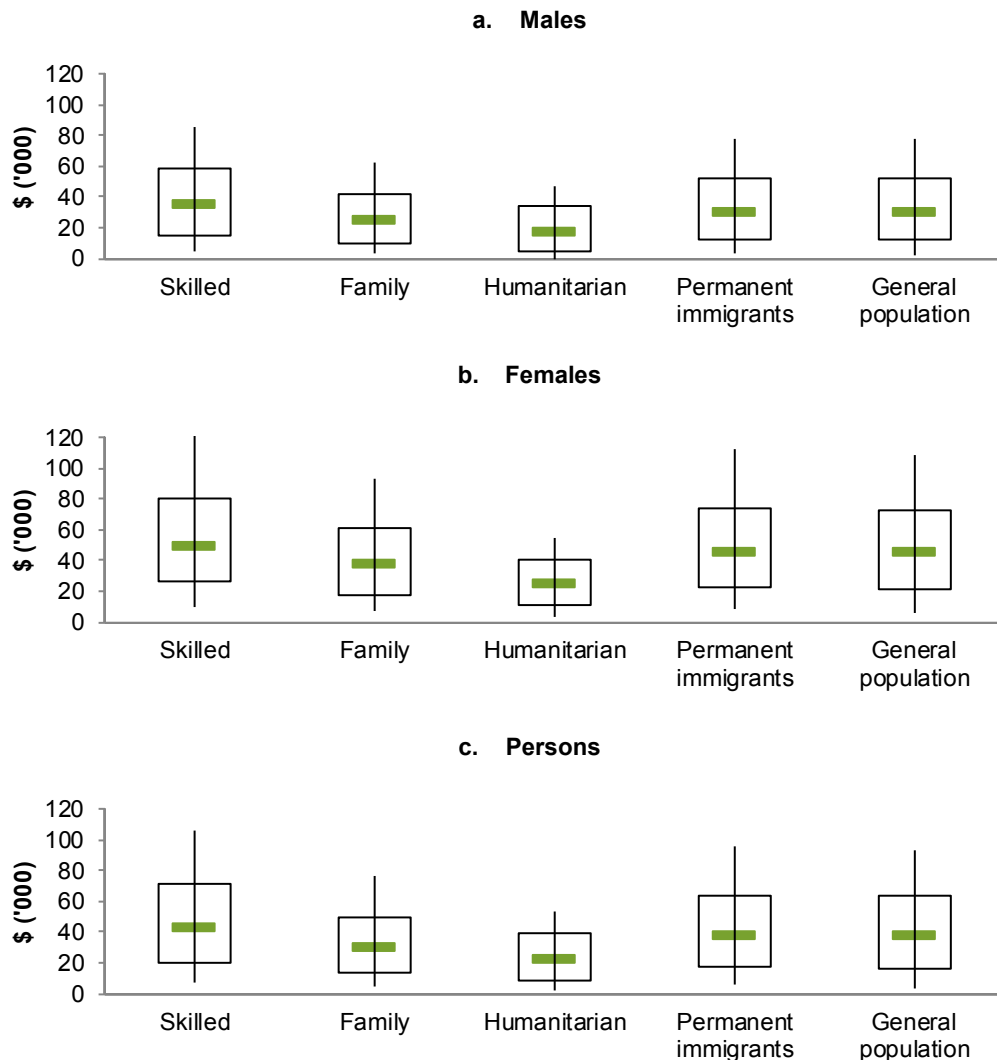 a. Males
120
100
80
60
40
20
0
$ ('000)
Skilled
Family
Humanitarian
Permanent
immigrants
General
population
b. Females
120
100
80
60
40
20
0
$ ('000)
Skilled
Family
Humanitarian
Permanent
immigrants
General
population
c. Persons
120
100
80
60
40
20
0
$ ('000)
Skilled
Family
Humanitarian
Permanent
immigrants
General
population